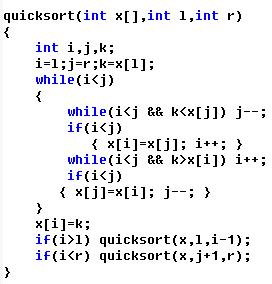 quicksort(int x[],int l,int r)
{
    int i,j,k;
    i=l;j=r;k=x[l];
    while(i<j)
    {
        while(i<j && k<x[j]) j--;
        if(i<j)
           { x[i]=x[j]; i++; }
        while(i<j && k>x[i]) i++;
        if(i<j)
       { x[j]=x[i]; j--; }
    }
    x[i]=k;
    if(i>l) quicksort(x,l,i-1);
    if(i<r) quicksort(x,j+1,r);
}